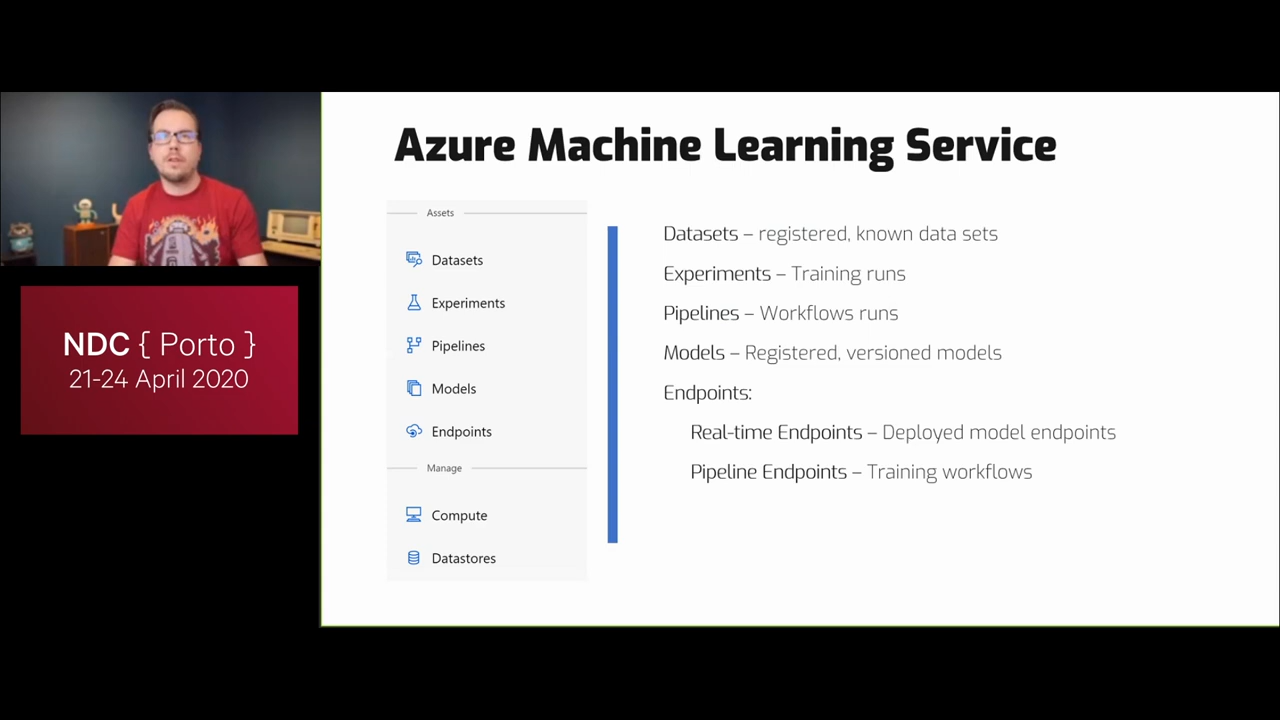 Azure Machine Learning Service
NDC { Porto }
21-24 April 2020
Assets
Datasets
Experiments
Pipelines
Models
Endpoints
Manage
Compute
Datastores
Datasets – registered, known data sets
Experiments – Training runs
Pipelines – Workflows runs
Models – Registered, versioned models
Endpoints:
Real-time Endpoints – Deployed model endpoints
Pipeline Endpoints – Training workflows